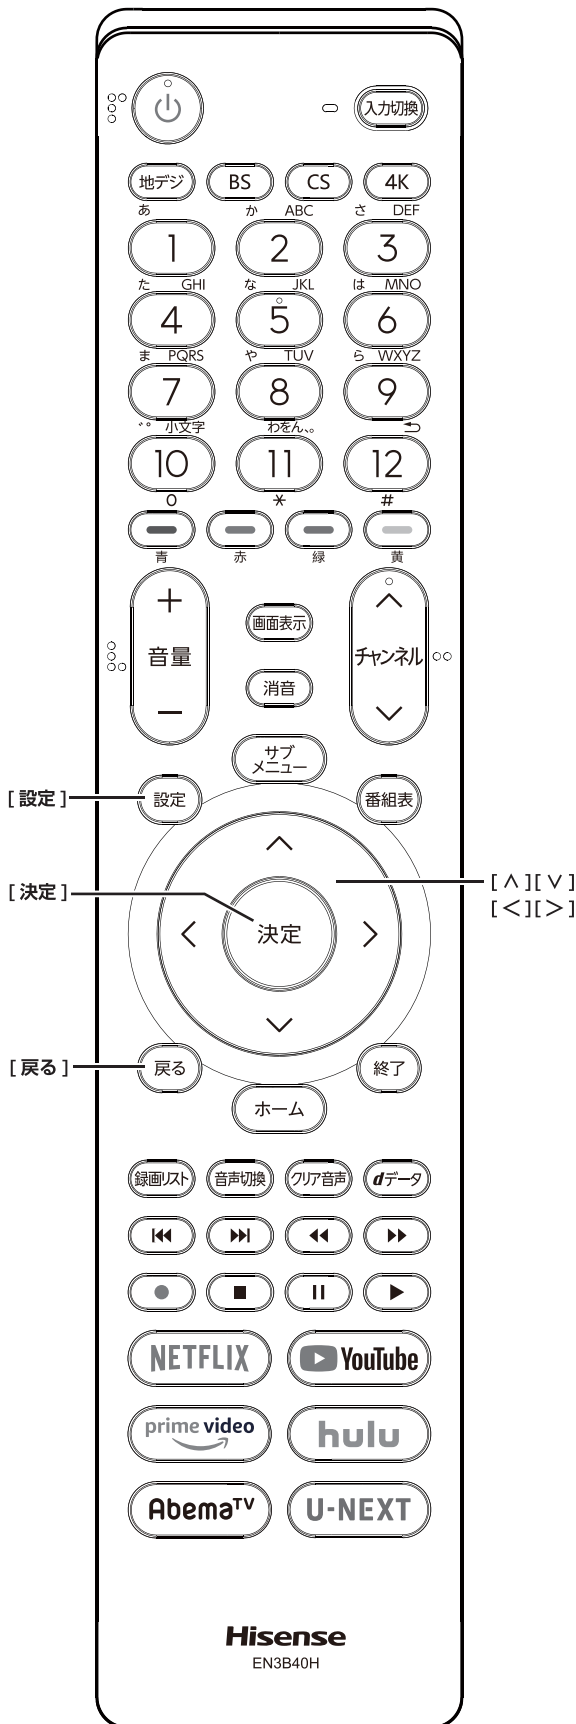 入力切換
地デジ BS CS 4K
あ か ABC さ DEF
1 2 3
た GHI な JKL は MNO
4 5 6
ま PQRS や TUV ら WXYZ
7 8 9
゛゜ 小文字 わをん、。
10 11 12
0 * #
青 赤 緑 黄
+
画面表示
音量 チャンネル
消音
−
サブ
メニュー
[ 設定 ] 設定 番組表
[ ∧ ][ ∨ ]
[ 決定 ] [ < ][ > ]
決定
[ 戻る ] 戻る 終了
ホーム
録画リスト 音声切換 クリア音声 dデータ
NETFLIX YouTube
prime video hulu
AbemaTV U-NEXT
Hisense
EN3B40H